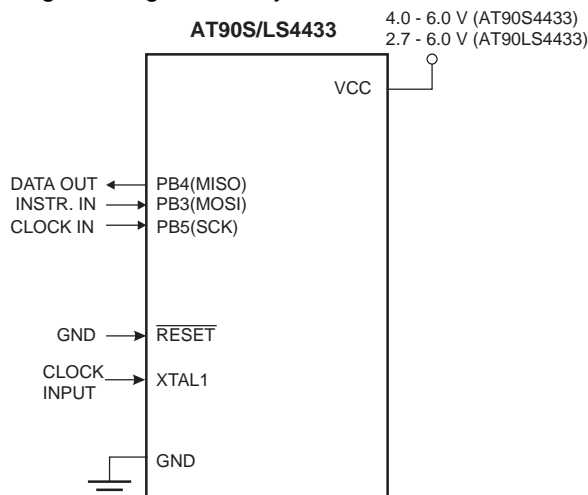 AT90S/LS4433
4.0 - 6.0 V (AT90S4433)
2.7 - 6.0 V (AT90LS4433)
VCC
DATA OUT
PB4(MISO)
INSTR. IN
PB3(MOSI)
CLOCK IN
PB5(SCK)
GND
RESET
CLOCK
INPUT
XTAL1
GND